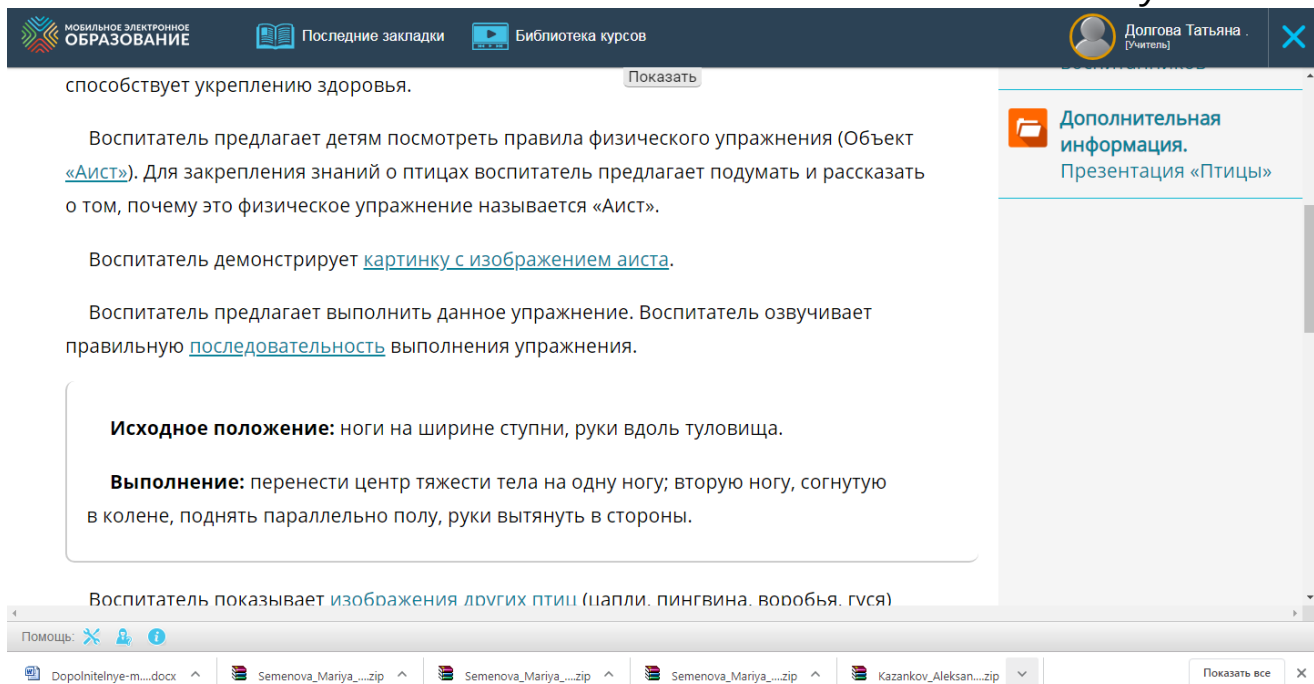 МОБИЛЬНОЕ ЭЛЕКТРОННОЕ
ОБРАЗОВАНИЕ
Последние закладки
Библиотека курсов
Долгова Татьяна .
[Учитель]
способствует укреплению здоровья.
Показать
Воспитатель предлагает детям посмотреть правила физического упражнения (Объект
«Аист»). Для закрепления знаний о птицах воспитатель предлагает подумать и рассказать
о том, почему это физическое упражнение называется «Аист».
Воспитатель демонстрирует картинку с изображением аиста.
Воспитатель предлагает выполнить данное упражнение. Воспитатель озвучивает
правильную последовательность выполнения упражнения.
Исходное положение: ноги на ширине ступни, руки вдоль туловища.
Выполнение: перенести центр тяжести тела на одну ногу; вторую ногу, согнутую
в колене, поднять параллельно полу, руки вытянуть в стороны.
Воспитатель показывает изображения других птиц (цапли, пингвина, воробья, гуся)
Дополнительная
информация.
Презентация «Птицы»
Помощь:
Dopolnitelnye-m....docx
Semenova_Mariya_....zip
Semenova_Mariya_....zip
Semenova_Mariya_....zip
Kazankov_Aleksan....zip
Показать все